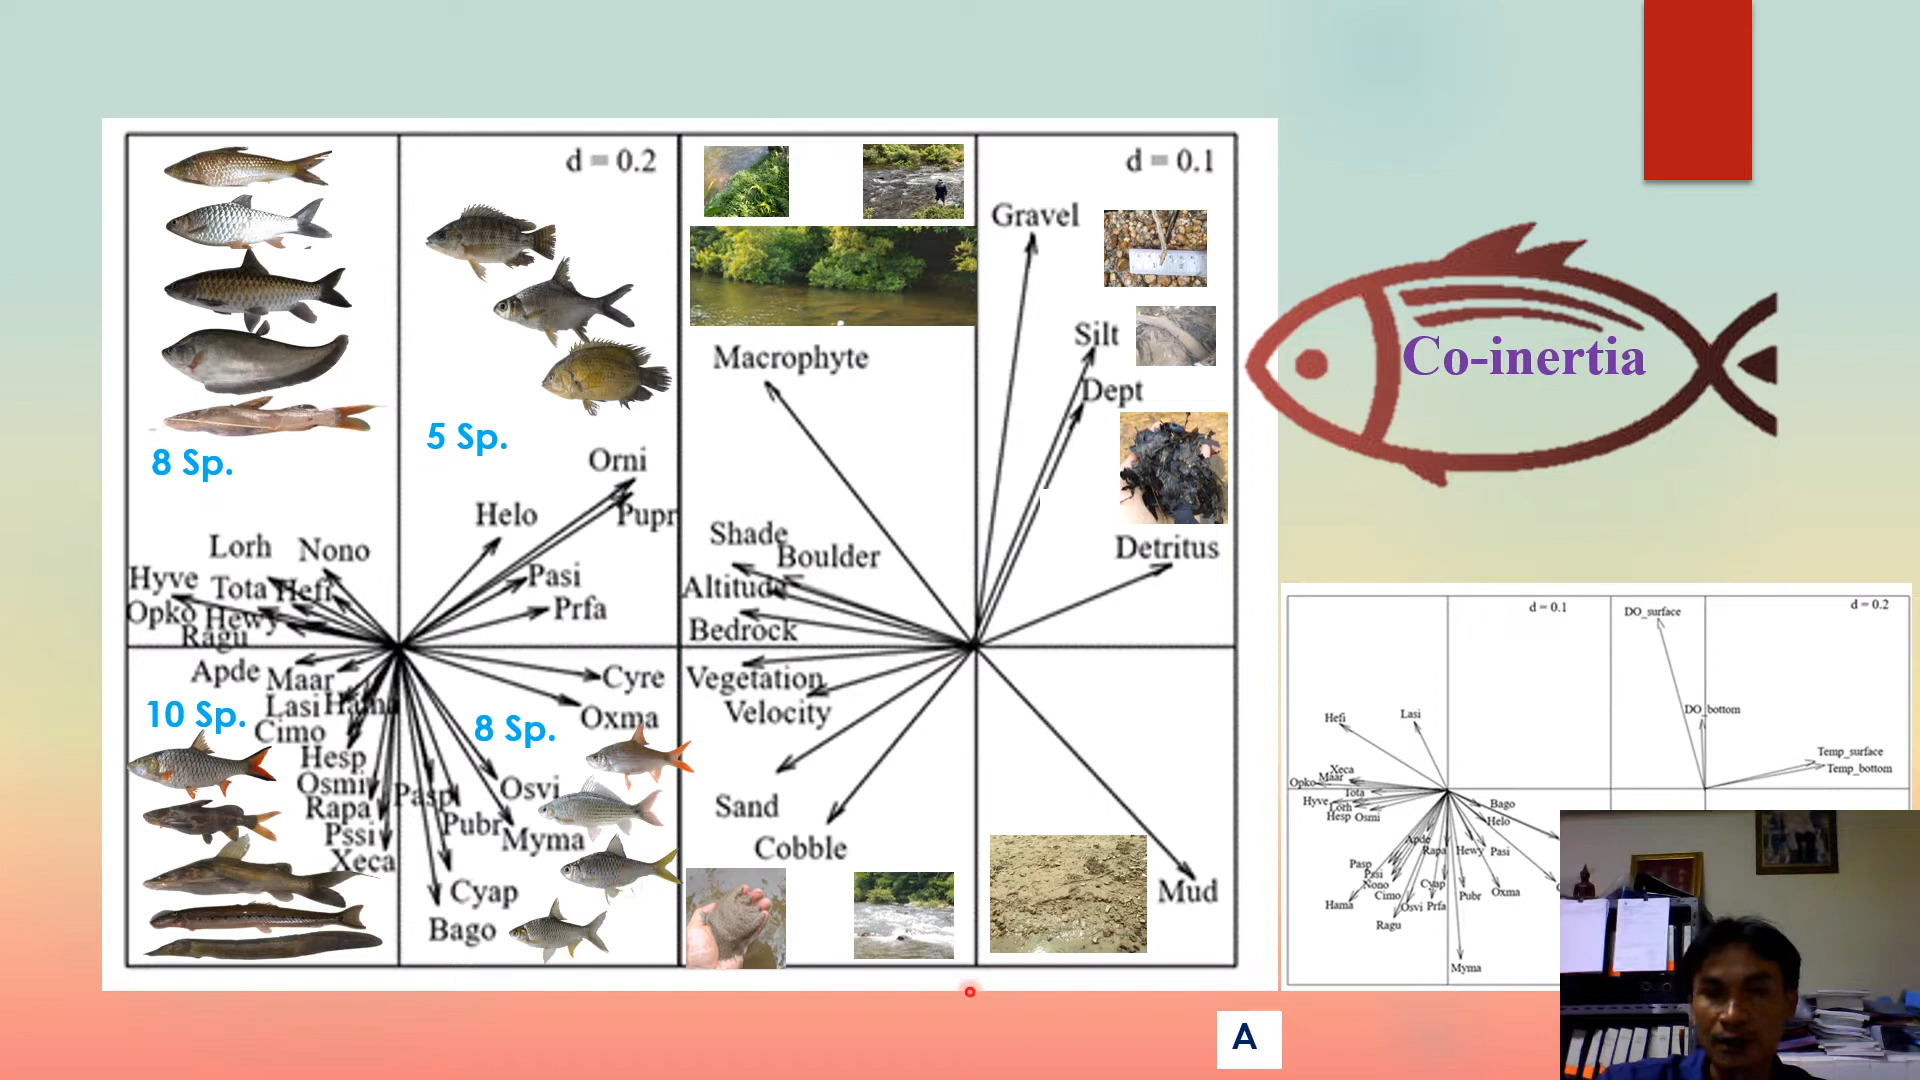 d = 0.2
d = 0.1
Gravel
Silt
Dept
Macrophyte
Co-inertia
5 Sp.
8 Sp.
Orni
Helo
Pupr
Lorh
Nono
Shade
Boulder
Detritus
Hyve
Tota
Hefi
Pasi
Altitude
Opko
Hewy
Prfa
Ragu
Bedrock
Apde
Maar
Cyre
Vegetation
Lasi
Hama
10 Sp.
Oxma
Velocity
Cimo
8 Sp.
Hesp
Osmi
Pasp
Osvi
Rapa
Sand
Pssi
Pubr
Myma
Cobble
Xeca
Cyap
Mud
Bago
A
d = 0.1
d = 0.2
DO_surface
Hefi
Lasi
DO_bottom
Temp_surface
Temp_bottom
Xeca
Maar
Opko
Tota
Hyve
Lorh
Bago
Hesp
Osmi
Helo
Apde
Rapa
Hewy
Pasi
Pasp
Pssi
Nono
Cyap
Cimo
Pubr
Oxma
Hama
Osvi
Prfa
Ragu
Myma